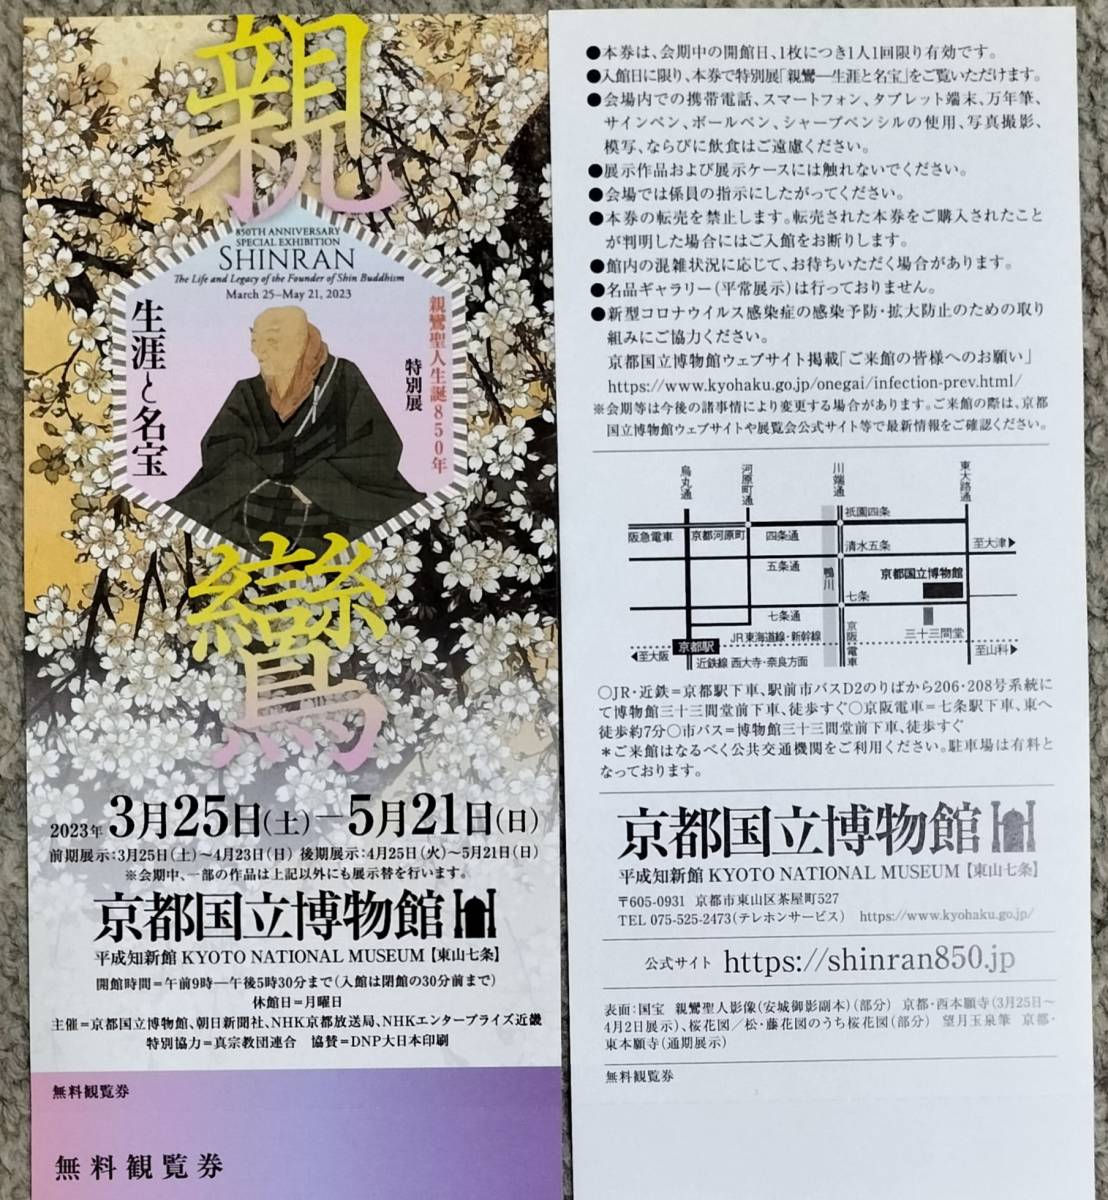 親
850TH ANNIVERSARY
SPECIAL EXHIBITION
SHINRAN
The Life and Legacy of the Founder of Shin Buddhism
March 25–May 21, 2023
親鸞聖人生誕850年
特別展
生涯と名宝
鸞
2023年3月25日(土)―5月21日(日)
前期展示:3月25日(土)〜4月23日(日) 後期展示:4月25日(火)〜5月21日(日)
※会期中、一部の作品は上記以外にも展示替を行います。
京都国立博物館
平成知新館 KYOTO NATIONAL MUSEUM【東山七条】
開館時間=午前9時―午後5時30分まで(入館は閉館の30分前まで)
休館日=月曜日
主催=京都国立博物館、朝日新聞社、NHK京都放送局、NHKエンタープライズ近畿
特別協力=真宗教団連合 協賛=DNP大日本印刷
無料観覧券
無料観覧券
●本券は、会期中の開館日、1枚につき1人1回限り有効です。
●入館日に限り、本券で特別展「親鸞―生涯と名宝」をご覧いただけます。
●会場内での携帯電話、スマートフォン、タブレット端末、万年筆、
サインペン、ボールペン、シャープペンシルの使用、写真撮影、
模写、ならびに飲食はご遠慮ください。
●展示作品および展示ケースには触れないでください。
●会場では係員の指示にしたがってください。
●本券の転売を禁止します。転売された本券をご購入されたこと
が判明した場合にはご入館をお断りします。
●館内の混雑状況に応じて、お待ちいただく場合があります。
●名品ギャラリー(平常展示)は行っておりません。
●新型コロナウイルス感染症の感染予防・拡大防止のための取り
組みにご協力ください。
京都国立博物館ウェブサイト掲載「ご来館の皆様へのお願い」
https://www.kyohaku.go.jp/onegai/infection-prev.html/
※会期等は今後の諸事情により変更する場合があります。ご来館の際は、京都
国立博物館ウェブサイトや展覧会公式サイト等で最新情報をご確認ください。
烏丸通
河原町通
川端通
東大路通
祇園四条
阪急電車
京都河原町
四条通
清水五条
至大津▶
五条通
鴨川
京都国立博物館
七条
七条通
三十三間堂
京阪電車
JR東海道線・新幹線
京都駅
◀至大阪
近鉄線 西大寺・奈良方面
至山科▶
○JR・近鉄=京都駅下車、駅前市バスD2のりばから206・208号系統に
て博物館三十三間堂前下車、徒歩すぐ○京阪電車=七条駅下車、東へ
徒歩約7分○市バス=博物館三十三間堂前下車、徒歩すぐ
＊ご来館はなるべく公共交通機関をご利用ください。駐車場は有料と
なっております。
京都国立博物館
平成知新館 KYOTO NATIONAL MUSEUM【東山七条】
〒605-0931 京都市東山区茶屋町527
TEL 075-525-2473(テレホンサービス) https://www.kyohaku.go.jp/
公式サイト https://shinran850.jp
表面:国宝 親鸞聖人影像(安城御影副本)(部分) 京都・西本願寺(3月25日〜
4月2日展示)、桜花図／松・藤花図のうち桜花図(部分) 望月玉泉筆 京都・
東本願寺(通期展示)
無料観覧券